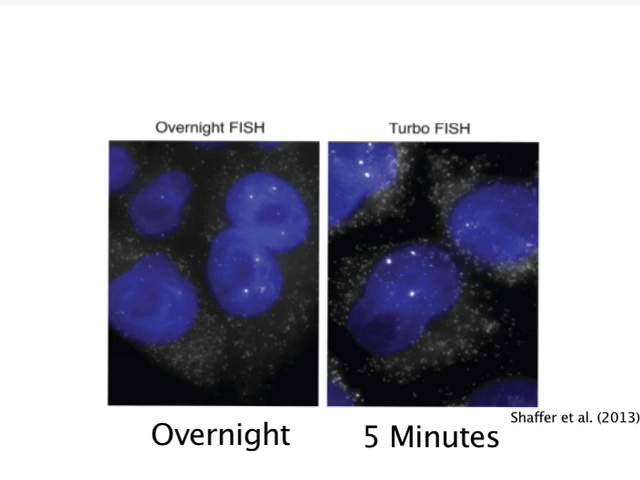 Overnight FISH
Turbo FISH
Shaffer et al. (2013)
Overnight
5 Minutes